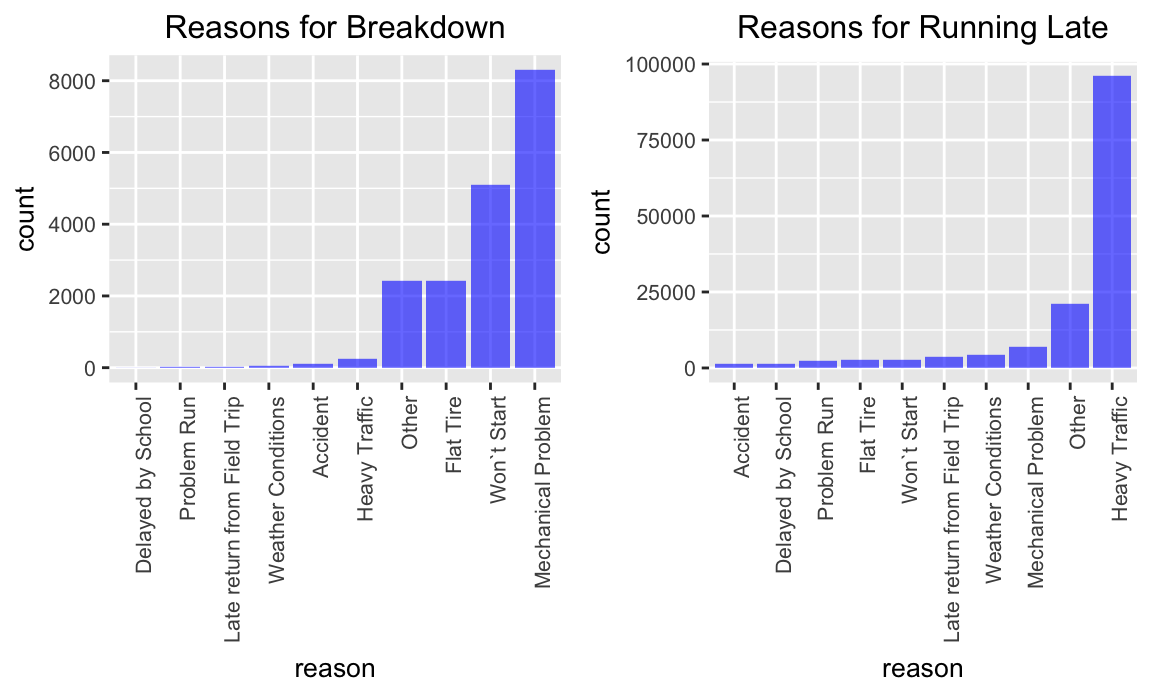 Reasons for Breakdown
count
8000
6000
4000
2000
0
Delayed by School
Problem Run
Late return from Field Trip
Weather Conditions
Accident
Heavy Traffic
Other
Flat Tire
Won`t Start
Mechanical Problem
reason
Reasons for Running Late
count
100000
75000
50000
25000
0
Accident
Delayed by School
Problem Run
Flat Tire
Won`t Start
Late return from Field Trip
Weather Conditions
Mechanical Problem
Other
Heavy Traffic
reason